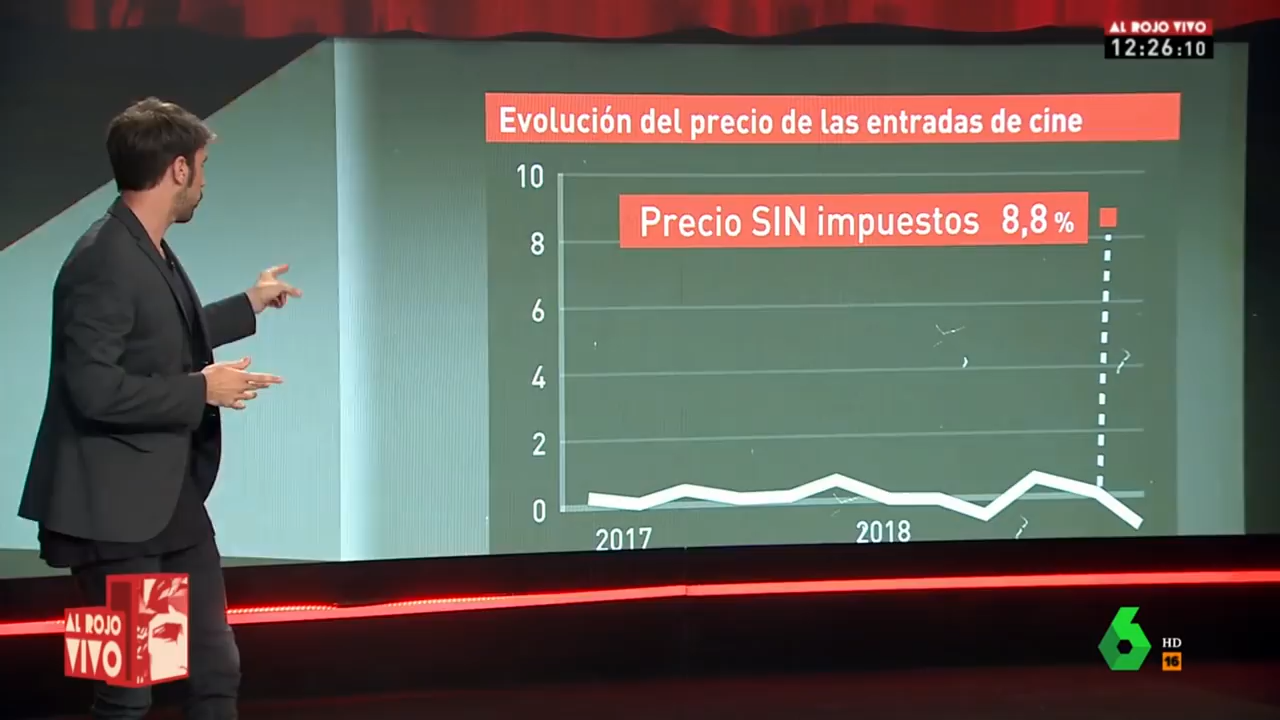 AL ROJO VIVO
12:26:10
Evolución del precio de las entradas de cine
10
Precio SIN impuestos 8,8 %
8
6
4
2
0
2017
2018
AL ROJO
VIVO
6
HD
16